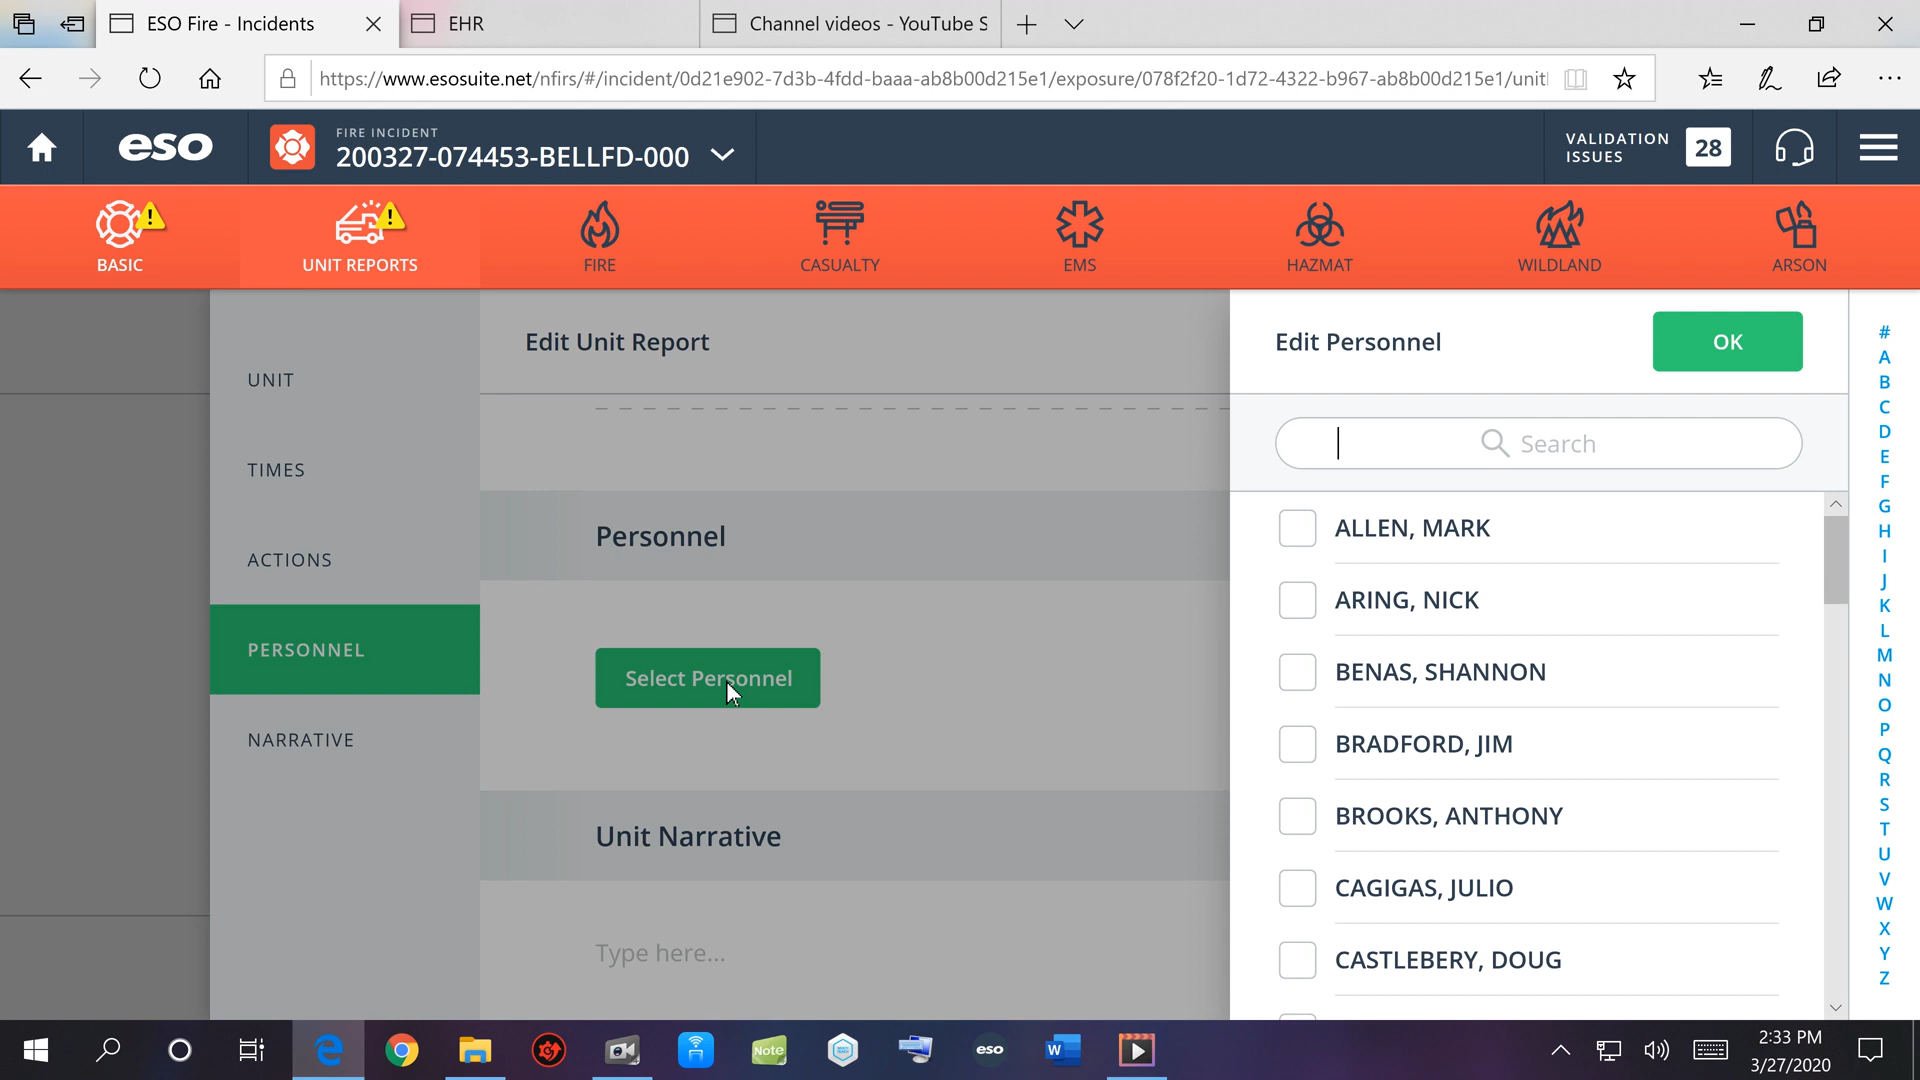 ESO Fire - Incidents
EHR
Channel videos - YouTube S
https://www.esosuite.net/nfirs/#/incident/0d21e902-7d3b-4fdd-baaa-ab8b00d215e1/exposure/078f2f20-1d72-4322-b967-ab8b00d215e1/unit
eso
FIRE INCIDENT
200327-074453-BELLFD-000
VALIDATION
ISSUES
28
BASIC
UNIT REPORTS
FIRE
CASUALTY
EMS
HAZMAT
WILDLAND
ARSON
UNIT
TIMES
ACTIONS
PERSONNEL
NARRATIVE
Edit Unit Report
Personnel
Select Personnel
Unit Narrative
Type here...
Edit Personnel
OK
Search
ALLEN, MARK
ARING, NICK
BENAS, SHANNON
BRADFORD, JIM
BROOKS, ANTHONY
CAGIGAS, JULIO
CASTLEBERY, DOUG
#
A
B
C
D
E
F
G
H
I
J
K
L
M
N
O
P
Q
R
S
T
U
V
W
X
Y
Z
Note
eso
W
2:33 PM
3/27/2020